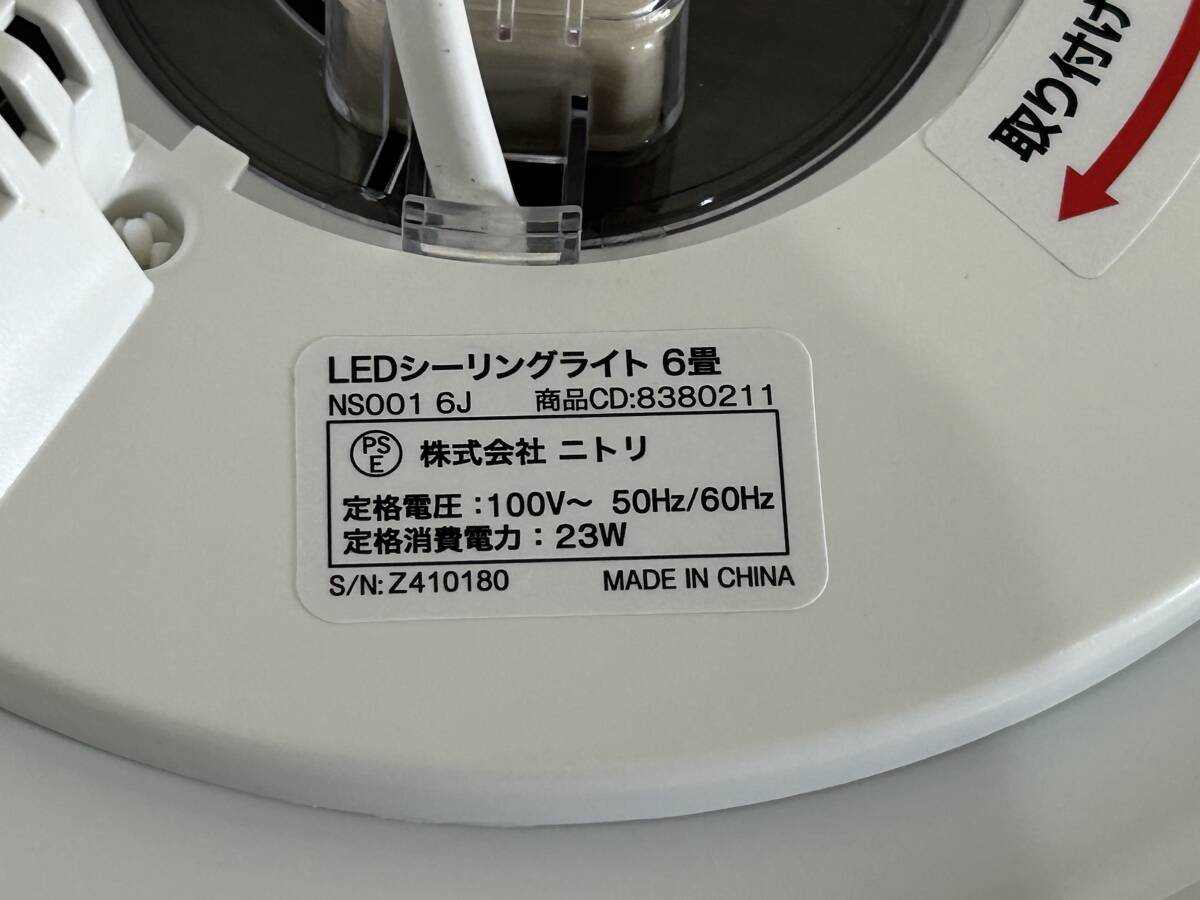 取り付け
LEDシーリングライト 6畳
NS001 6J 商品CD:8380211
PSE 株式会社 ニトリ
定格電圧:100V～ 50Hz/60Hz
定格消費電力:23W
S/N: Z410180 MADE IN CHINA